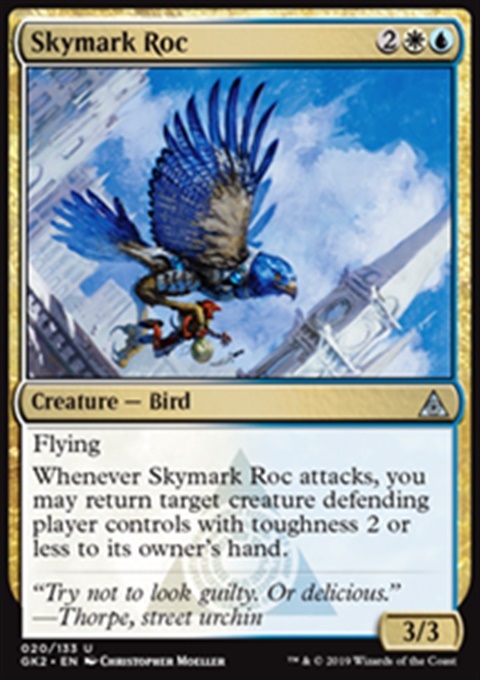 Skymark Roc 2
Creature — Bird
Flying
Whenever Skymark Roc attacks, you
may return target creature defending
player controls with toughness 2 or
less to its owner's hand.
"Try not to look guilty. Or delicious."
—Thorpe, street urchin
3/3
020/133 U
GK2 • EN Christopher Moeller
™ & © 2019 Wizards of the Coast